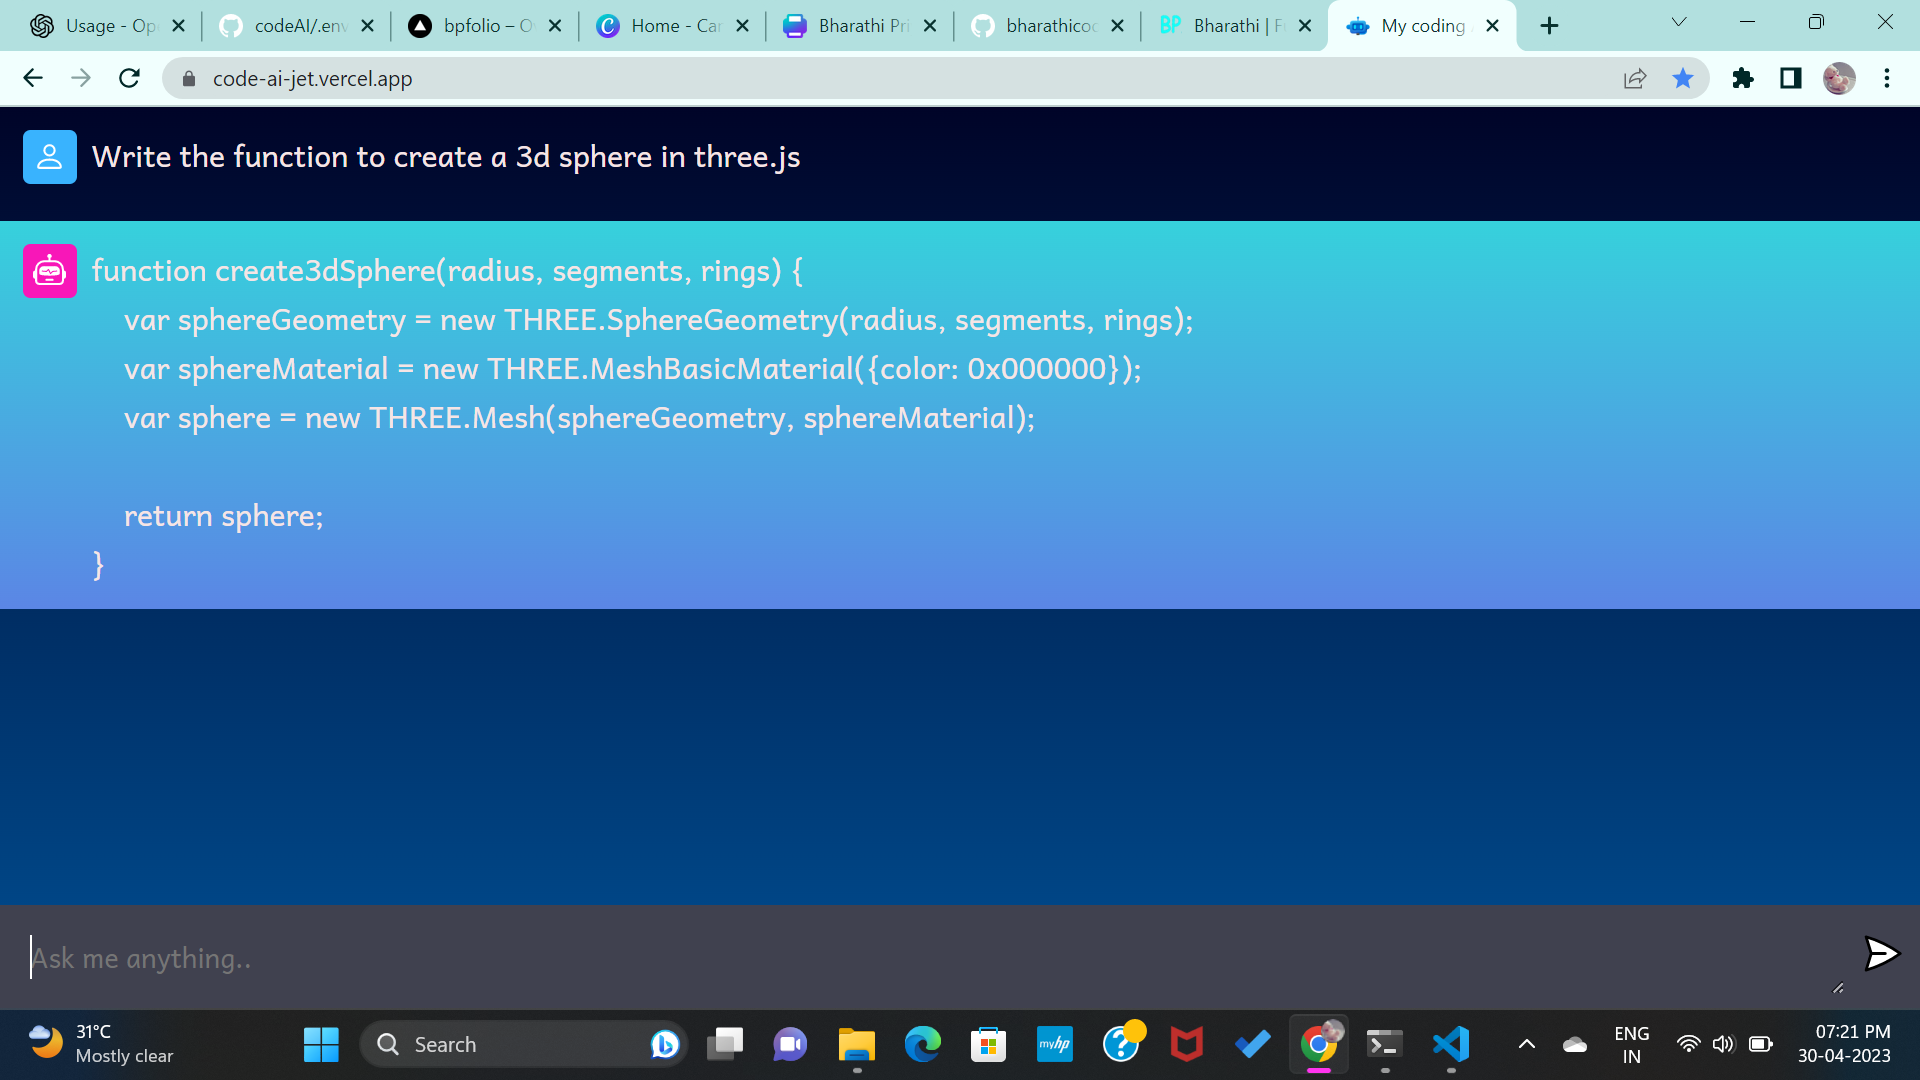 Usage - Op
codeAI/.env
bpfolio – O
Home - Can
Bharathi Pri
bharathicoc
BP Bharathi | F
My coding
code-ai-jet.vercel.app
Write the function to create a 3d sphere in three.js
function create3dSphere(radius, segments, rings) {
    var sphereGeometry = new THREE.SphereGeometry(radius, segments, rings);
    var sphereMaterial = new THREE.MeshBasicMaterial({color: 0x000000});
    var sphere = new THREE.Mesh(sphereGeometry, sphereMaterial);
    return sphere;
}
Ask me anything..
31°C
Mostly clear
Search
myhp
ENG
IN
07:21 PM
30-04-2023